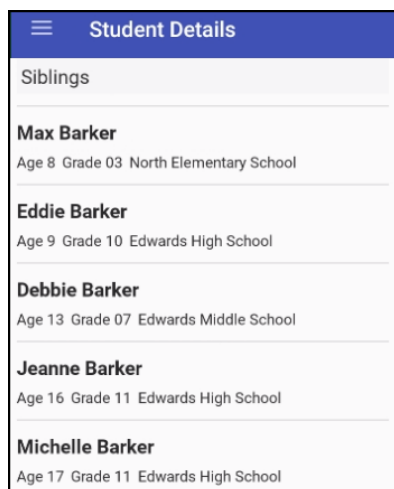 Student Details
Siblings
Max Barker
Age 8 Grade 03 North Elementary School
Eddie Barker
Age 9 Grade 10 Edwards High School
Debbie Barker
Age 13 Grade 07 Edwards Middle School
Jeanne Barker
Age 16 Grade 11 Edwards High School
Michelle Barker
Age 17 Grade 11 Edwards High School